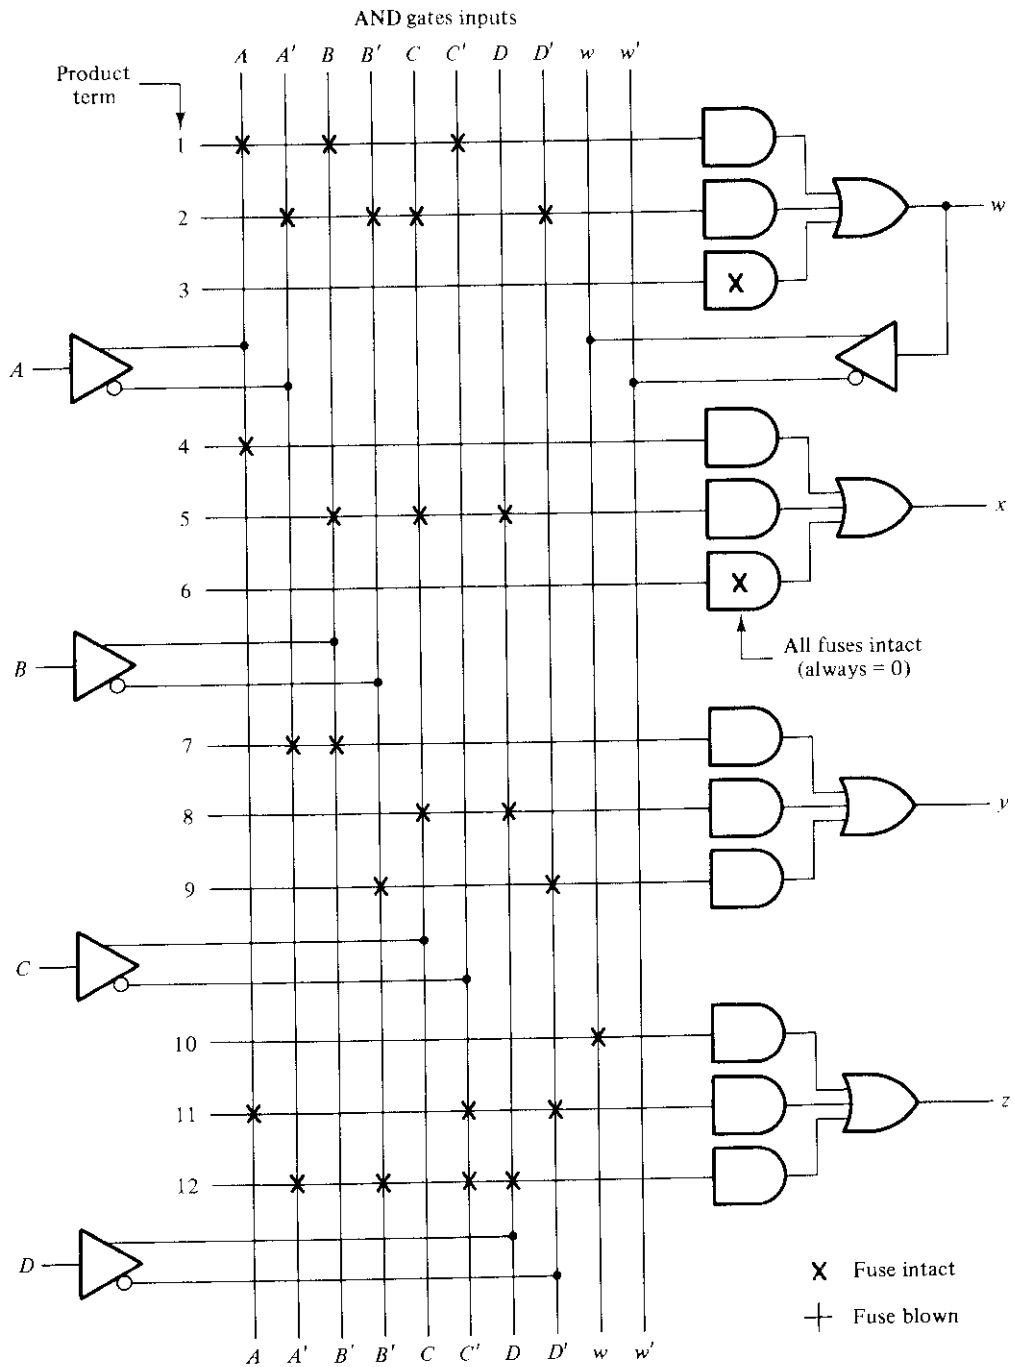 AND gates inputs
A A' B B' C C' D D' w w'
Product
term
1
2
w
3
A
4
5
x
6
All fuses intact
(always = 0)
B
7
8
y
9
C
10
11
z
12
D
Fuse intact
Fuse blown
A A' B' B' C C' D D' w w'